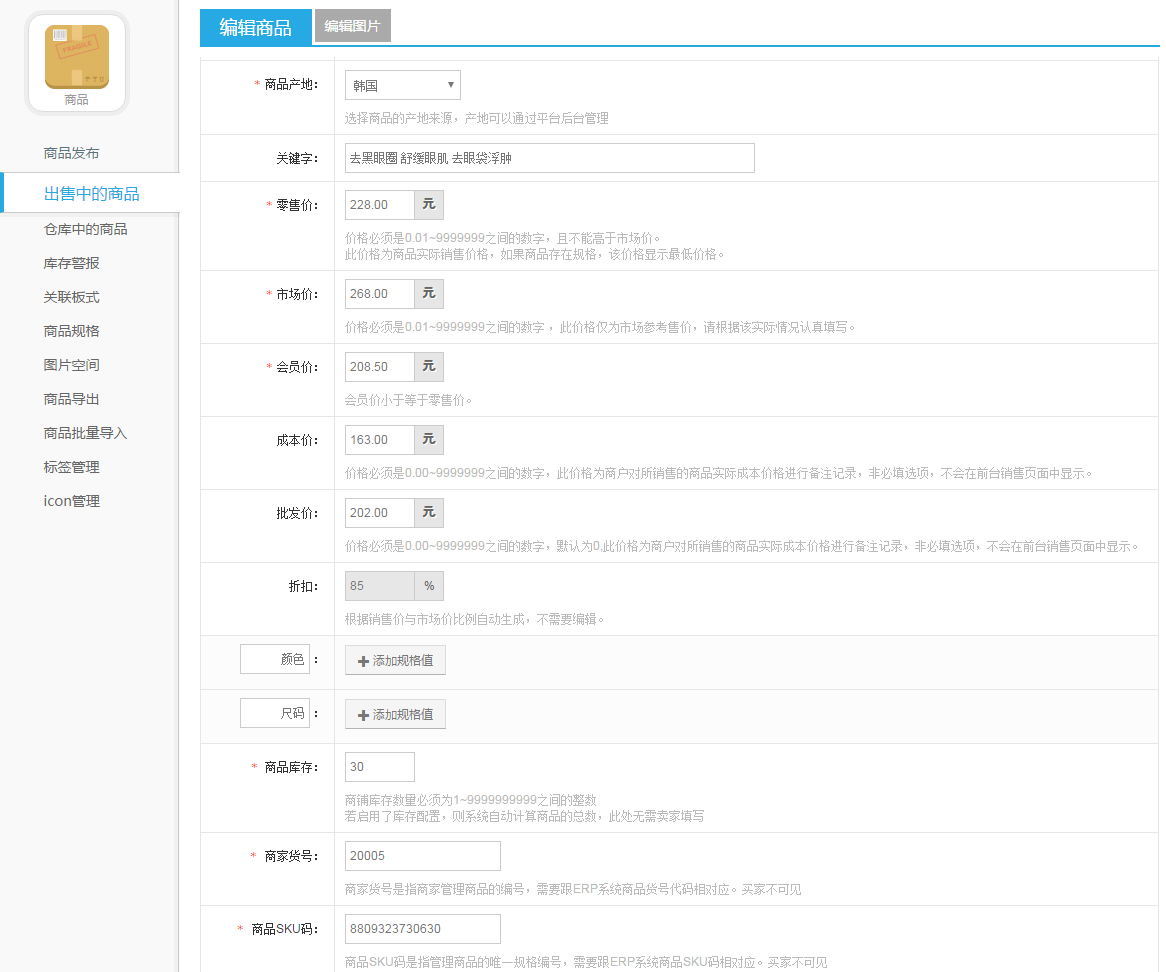 FRAGILE
商品
商品发布
出售中的商品
仓库中的商品
库存警报
关联板式
商品规格
图片空间
商品导出
商品批量导入
标签管理
icon管理
编辑商品 编辑图片
* 商品产地： 韩国
选择商品的产地来源，产地可以通过平台后台管理
关键字： 去黑眼圈 舒缓眼肌 去眼袋浮肿
* 零售价： 228.00 元
价格必须是0.01~9999999之间的数字，且不能高于市场价。
此价格为商品实际销售价格，如果商品存在规格，该价格显示最低价格。
* 市场价： 268.00 元
价格必须是0.01~9999999之间的数字 ，此价格仅为市场参考售价，请根据该实际情况认真填写。
* 会员价： 208.50 元
会员价小于等于零售价。
成本价： 163.00 元
价格必须是0.00~9999999之间的数字，此价格为商户对所销售的商品实际成本价格进行备注记录，非必填选项，不会在前台销售页面中显示。
批发价： 202.00 元
价格必须是0.00~9999999之间的数字，默认为0,此价格为商户对所销售的商品实际成本价格进行备注记录，非必填选项，不会在前台销售页面中显示。
折扣： 85 %
根据销售价与市场价比例自动生成，不需要编辑。
颜色 ： 添加规格值
尺码 ： 添加规格值
* 商品库存： 30
商铺库存数量必须为1~9999999999之间的整数
若启用了库存配置，则系统自动计算商品的总数，此处无需卖家填写
* 商家货号： 20005
商家货号是指商家管理商品的编号，需要跟ERP系统商品货号代码相对应。买家不可见
* 商品SKU码： 8809323730630
商品SKU码是指管理商品的唯一规格编号，需要跟ERP系统商品SKU码相对应。买家不可见